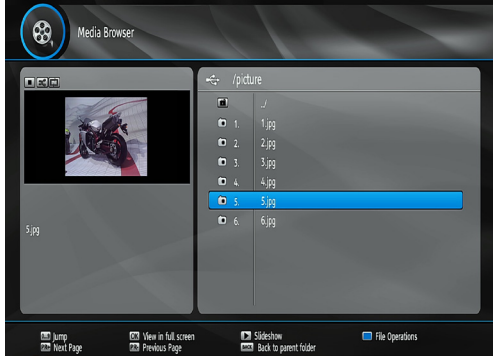 Media Browser
/picture
../
1. 1.jpg
2. 2.jpg
3. 3.jpg
4. 4.jpg
5. 5.jpg
6. 6.jpg
5.jpg
Jump
OK View in full screen
Slideshow
File Operations
Next Page
Previous Page
BACK Back to parent folder